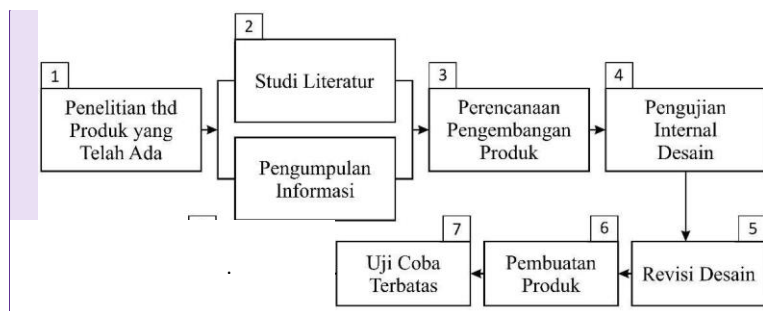 1
Penelitian thd
Produk yang
Telah Ada
2
Studi Literatur
Pengumpulan
Informasi
3
Perencanaan
Pengembangan
Produk
4
Pengujian
Internal
Desain
5
Revisi Desain
6
Pembuatan
Produk
7
Uji Coba
Terbatas